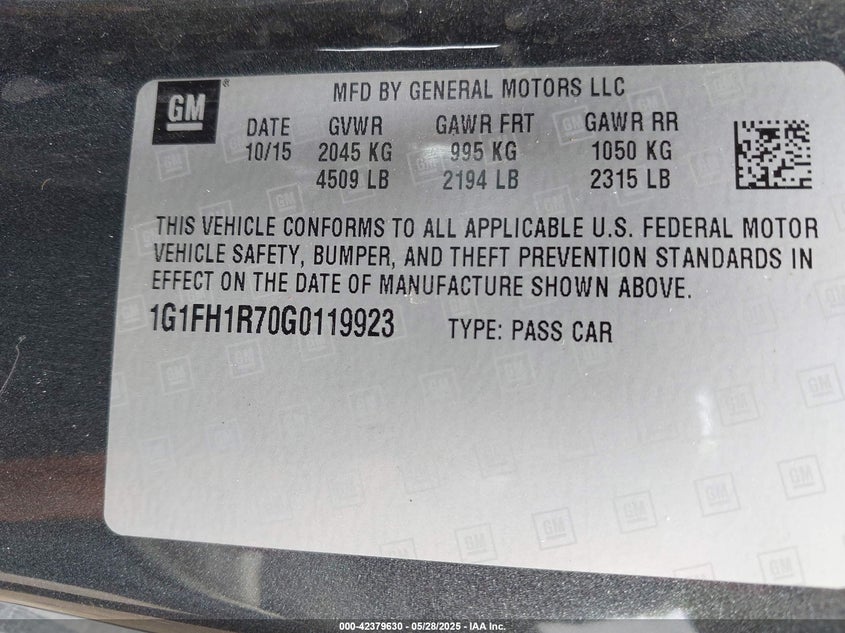 GM ®
MFD BY GENERAL MOTORS LLC
DATE GVWR GAWR FRT GAWR RR
10/15 2045 KG 995 KG 1050 KG
4509 LB 2194 LB 2315 LB
THIS VEHICLE CONFORMS TO ALL APPLICABLE U.S. FEDERAL MOTOR
VEHICLE SAFETY, BUMPER, AND THEFT PREVENTION STANDARDS IN
EFFECT ON THE DATE OF MANUFACTURE SHOWN ABOVE.
1G1FH1R70G0119923 TYPE: PASS CAR
000-42379630 - 05/28/2025 - IAA Inc.